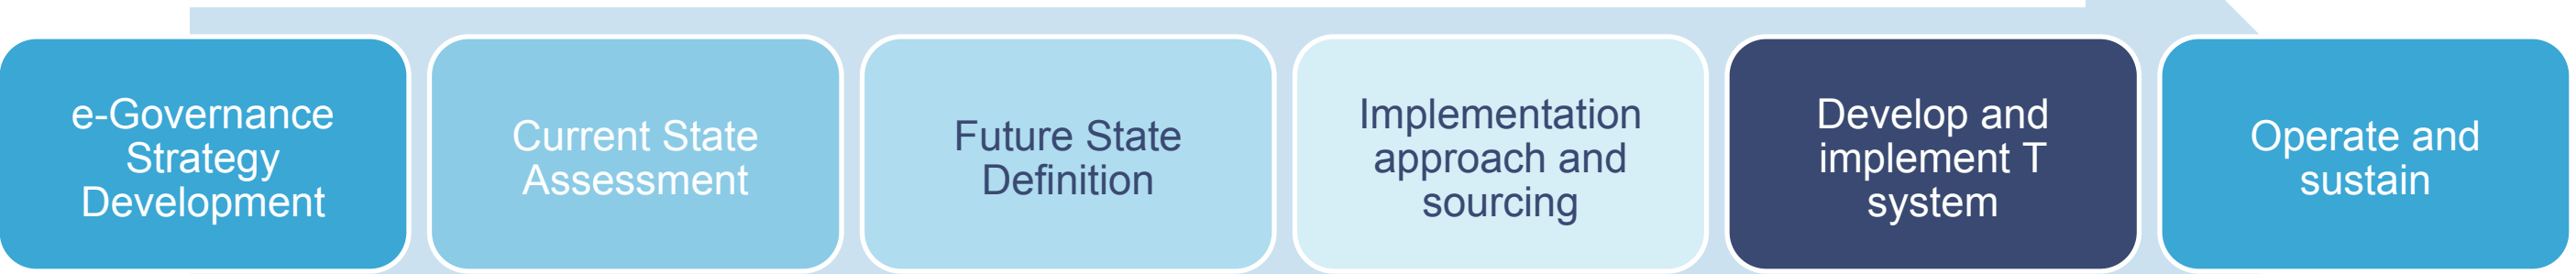 e-Governance
Strategy
Development
Current State
Assessment
Future State
Definition
Implementation
approach and
sourcing
Develop and
implement T
system
Operate and
sustain